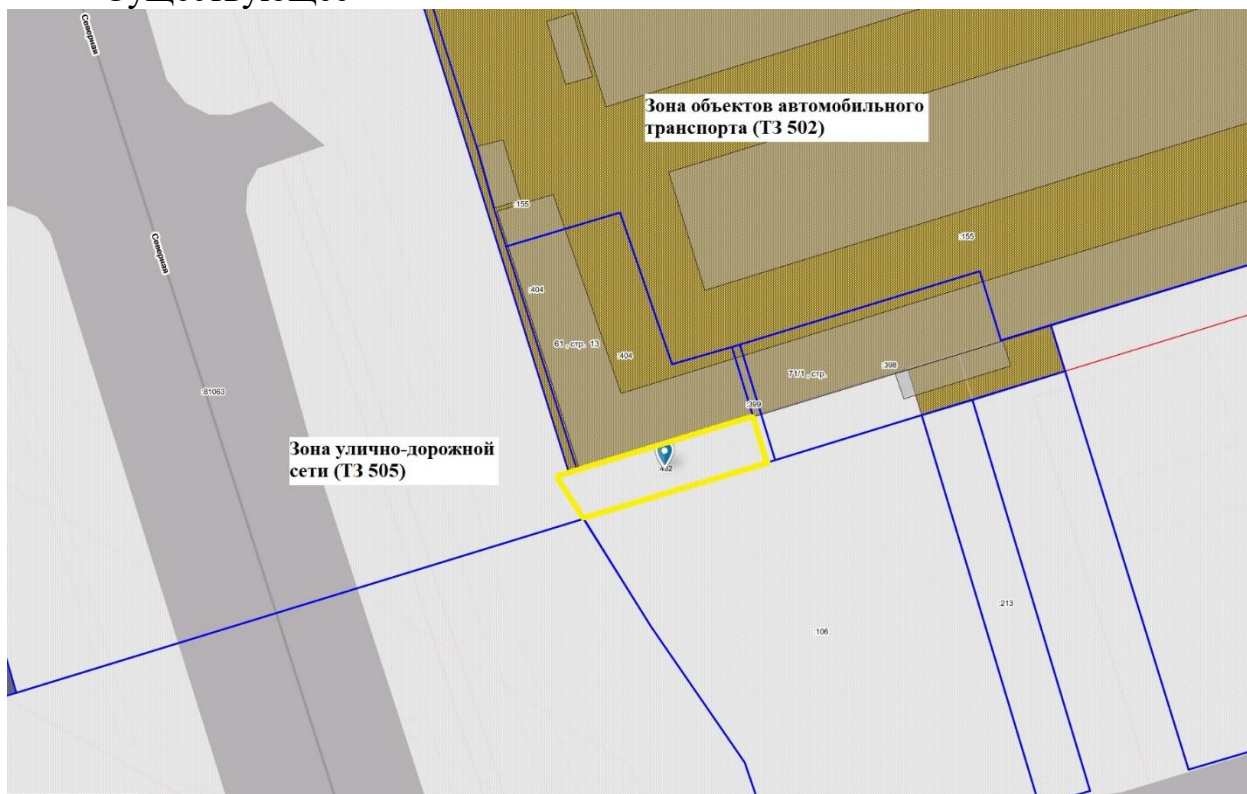 Существующее
Северная
Зона объектов автомобильного
транспорта (ТЗ 502)
:155
Северная
:155
:404
61 , стр. 13
:404
71/1 , стр.
:398
:81063
:399
Зона улично-дорожной
сети (ТЗ 505)
:213
:106